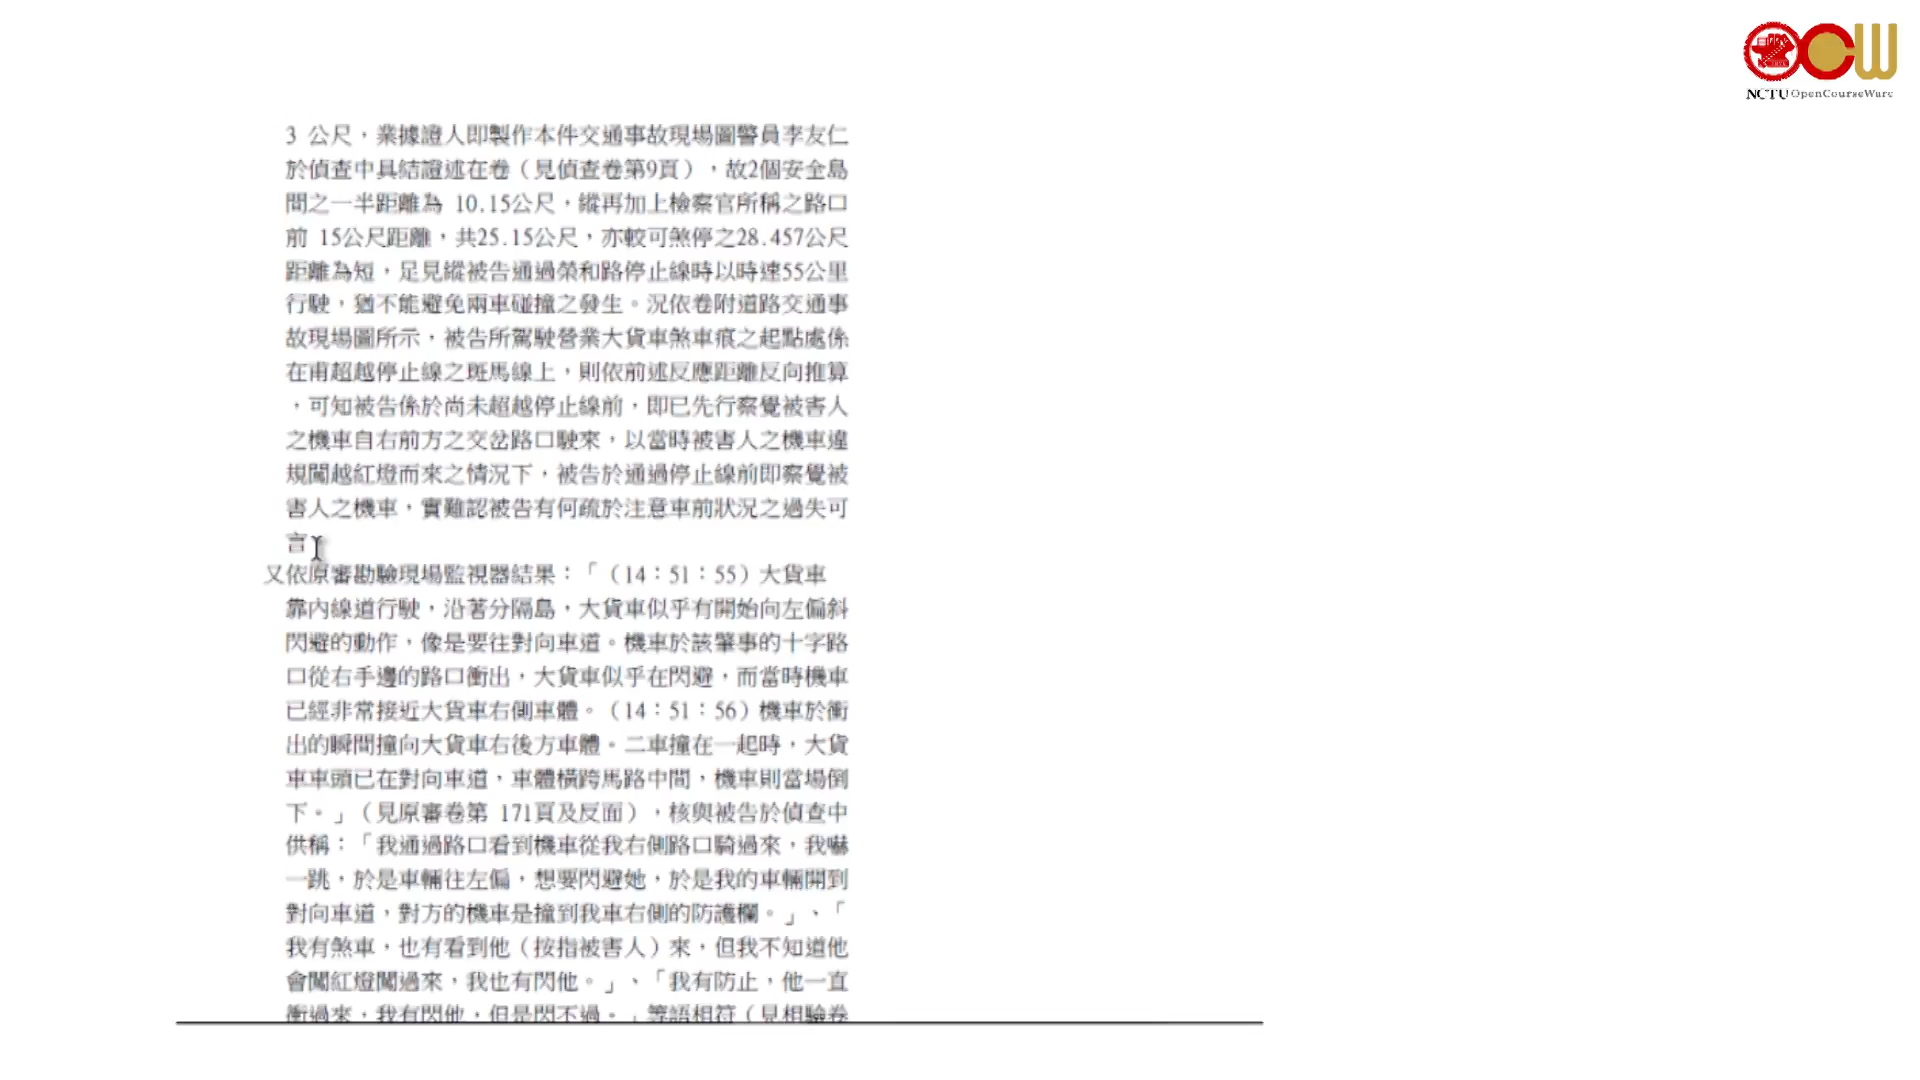 NCTU OpenCourseWare
3 公尺，業據證人即製作本件交通事故現場圖警員李友仁
於偵查中具結證述在卷（見偵查卷第9頁），故2個安全島
間之一半距離為 10.15公尺，縱再加上檢察官所稱之路口
前 15公尺距離，共25.15公尺，亦較可煞停之28.457公尺
距離為短，足見縱被告通過榮和路停止線時以時速55公里
行駛，猶不能避免兩車碰撞之發生。況依卷附道路交通事
故現場圖所示，被告所駕駛營業大貨車煞車痕之起點處係
在甫超越停止線之斑馬線上，則依前述反應距離反向推算
，可知被告係於尚未超越停止線前，即已先行察覺被害人
之機車自右前方之交岔路口駛來，以當時被害人之機車違
規闖越紅燈而來之情況下，被告於通過停止線前即察覺被
害人之機車，實難認被告有何疏於注意車前狀況之過失可
言
又依原審勘驗現場監視器結果：「（14：51：55）大貨車
靠內線道行駛，沿著分隔島，大貨車似乎有開始向左偏斜
閃避的動作，像是要往對向車道。機車於該肇事的十字路
口從右手邊的路口衝出，大貨車似乎在閃避，而當時機車
已經非常接近大貨車右側車體。（14：51：56）機車於衝
出的瞬間撞向大貨車右後方車體。二車撞在一起時，大貨
車車頭已在對向車道，車體橫跨馬路中間，機車則當場倒
下。」（見原審卷第 171頁及反面），核與被告於偵查中
供稱：「我通過路口看到機車從我右側路口騎過來，我嚇
一跳，於是車輛往左偏，想要閃避她，於是我的車輛開到
對向車道，對方的機車是撞到我車右側的防護欄。」、「
我有煞車，也有看到他（按指被害人）來，但我不知道他
會闖紅燈闖過來，我也有閃他。」、「我有防止，他一直
衝過來，我有閃他，但是閃不過。」等語相符（見相驗卷